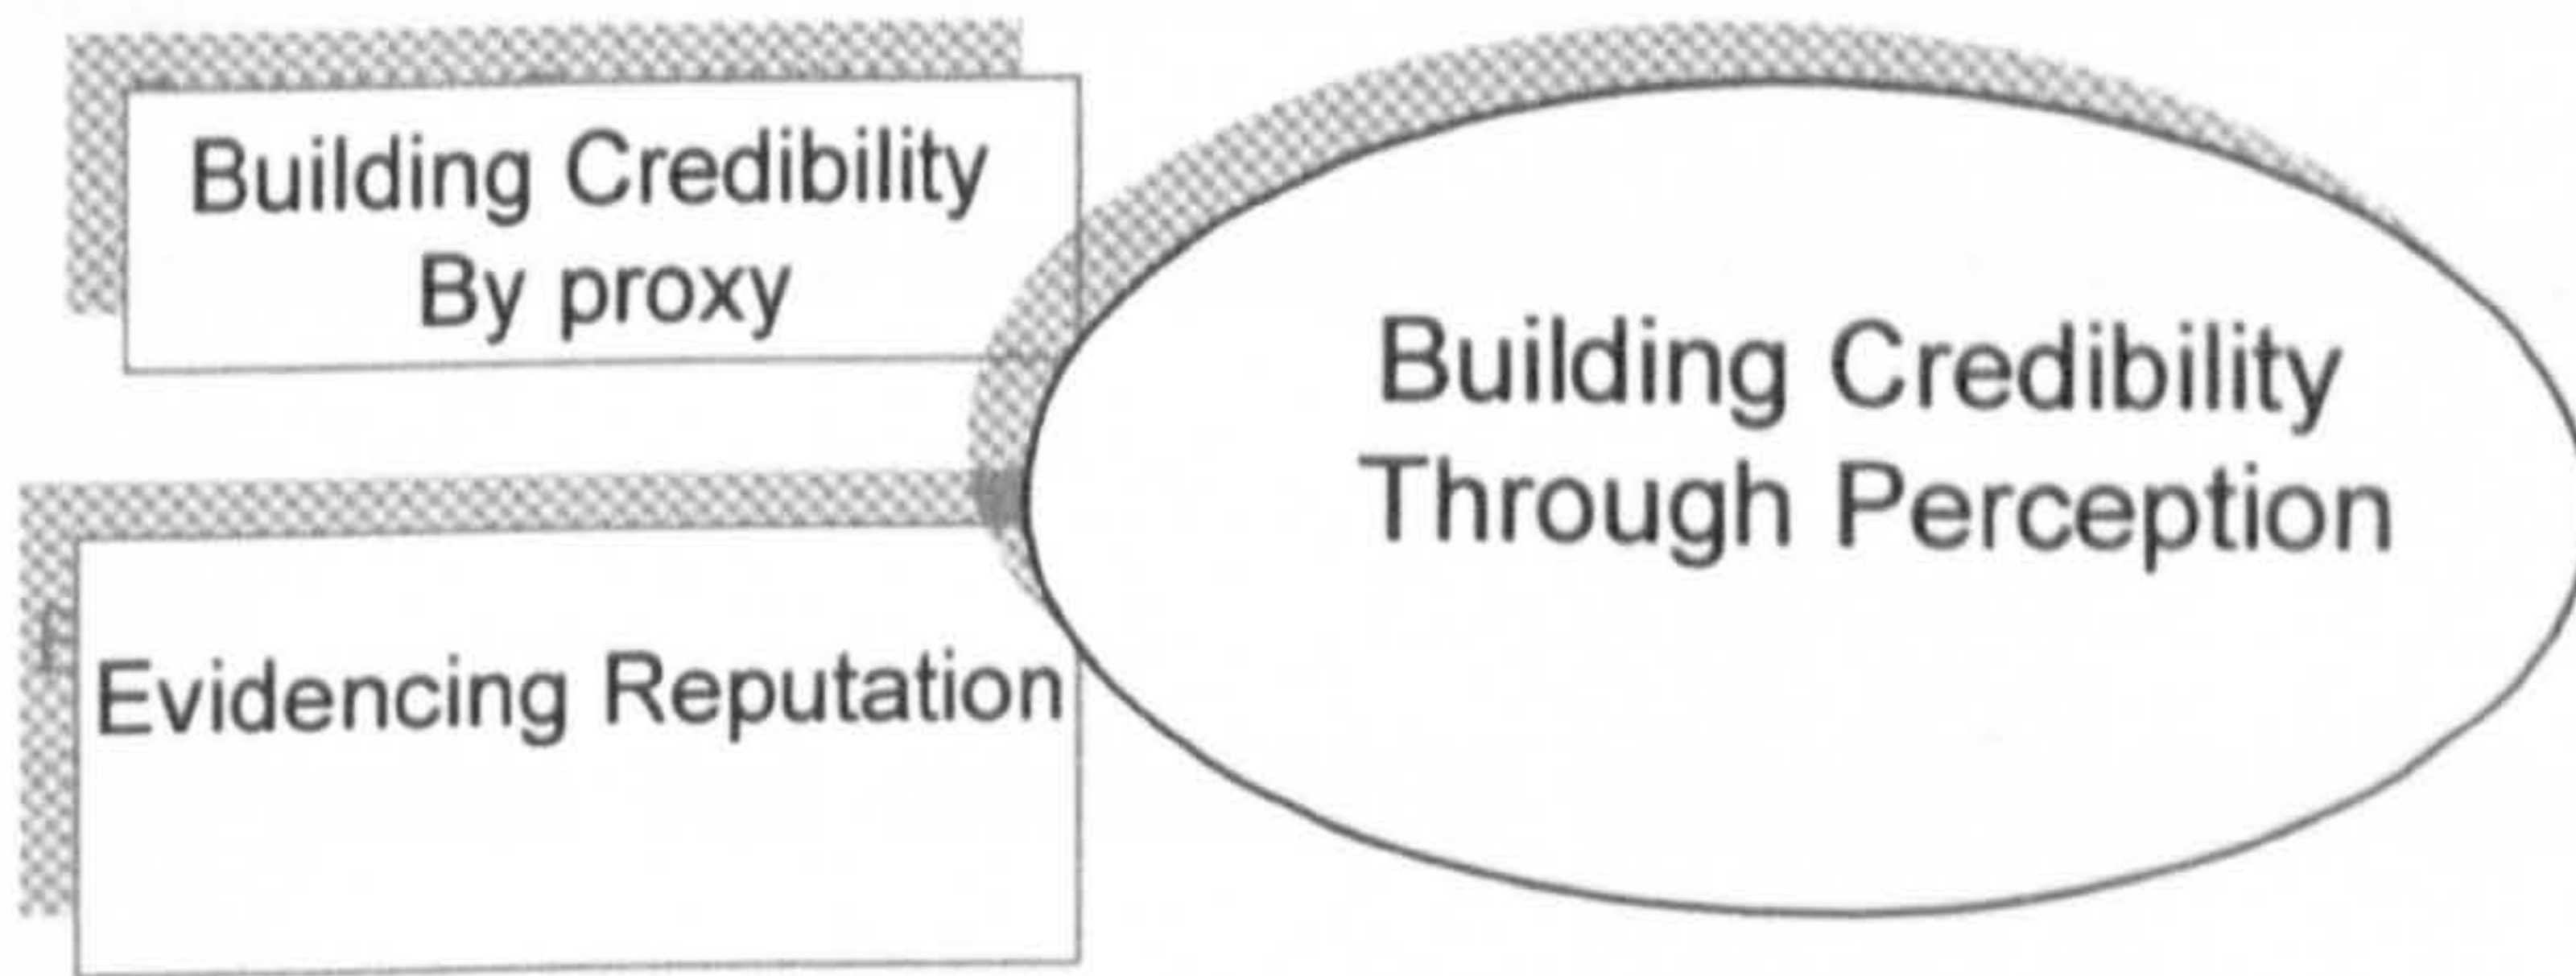 Building Credibility
By proxy
Building Credibility
Through Perception
Evidencing Reputation